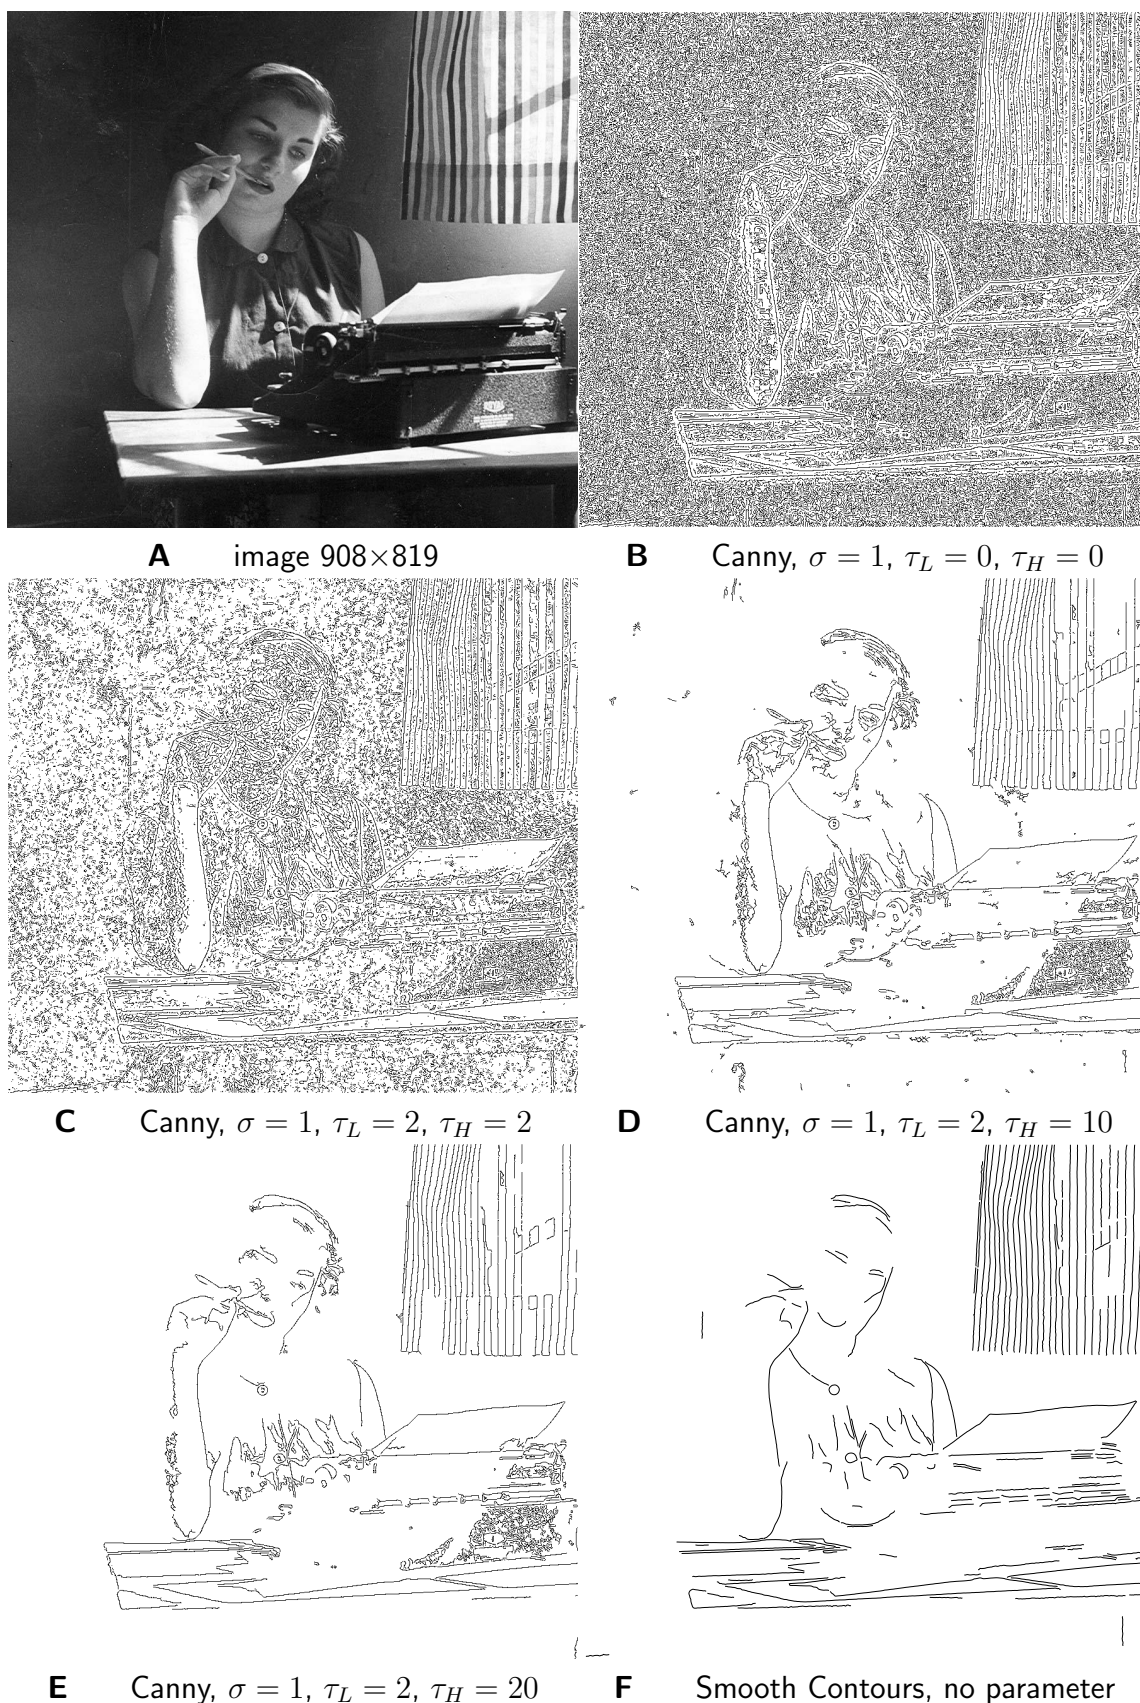 A image 908×819
B Canny, σ = 1, τ_L = 0, τ_H = 0
C Canny, σ = 1, τ_L = 2, τ_H = 2
D Canny, σ = 1, τ_L = 2, τ_H = 10
E Canny, σ = 1, τ_L = 2, τ_H = 20
F Smooth Contours, no parameter